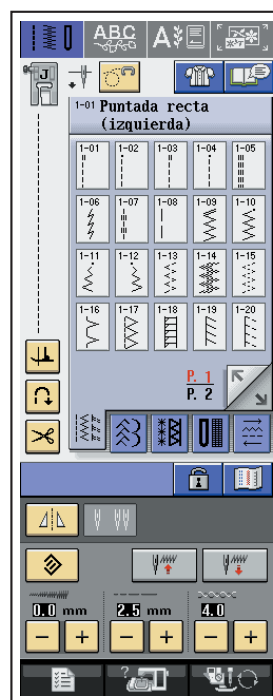 ABC A
J
1-01 Puntada recta
(izquierda)
1-01 1-02 1-03 1-04 1-05
1-06 1-07 1-08 1-09 1-10
1-11 1-12 1-13 1-14 1-15
1-16 1-17 1-18 1-19 1-20
P. 1
P. 2
0.0 mm 2.5 mm 4.0
- + - + - +
?